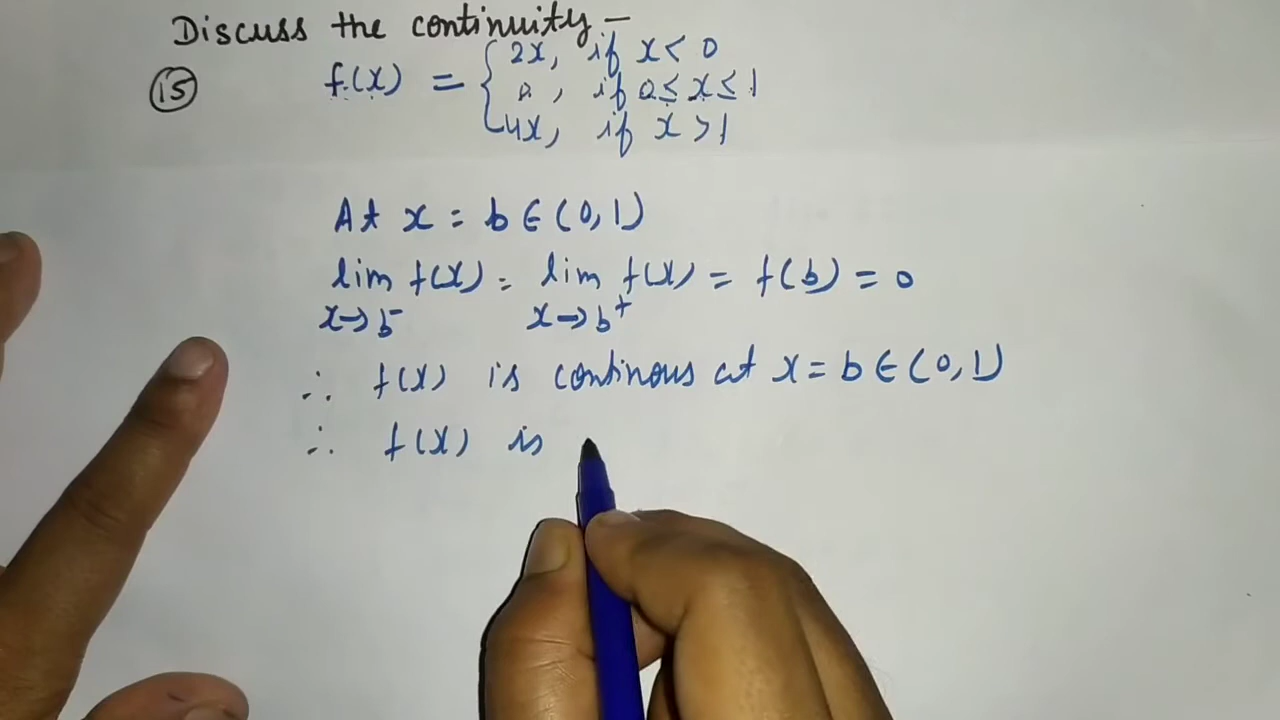 Discuss the continuity –
(15) f(x) = { 2x, if x < 0
0, if 0 ≤ x ≤ 1
4x, if x > 1
At x = b ∈ (0,1)
lim f(x) = lim f(x) = f(b) = 0
x→b⁻ x→b⁺
∴ f(x) is continous at x = b ∈ (0,1)
∴ f(x) is